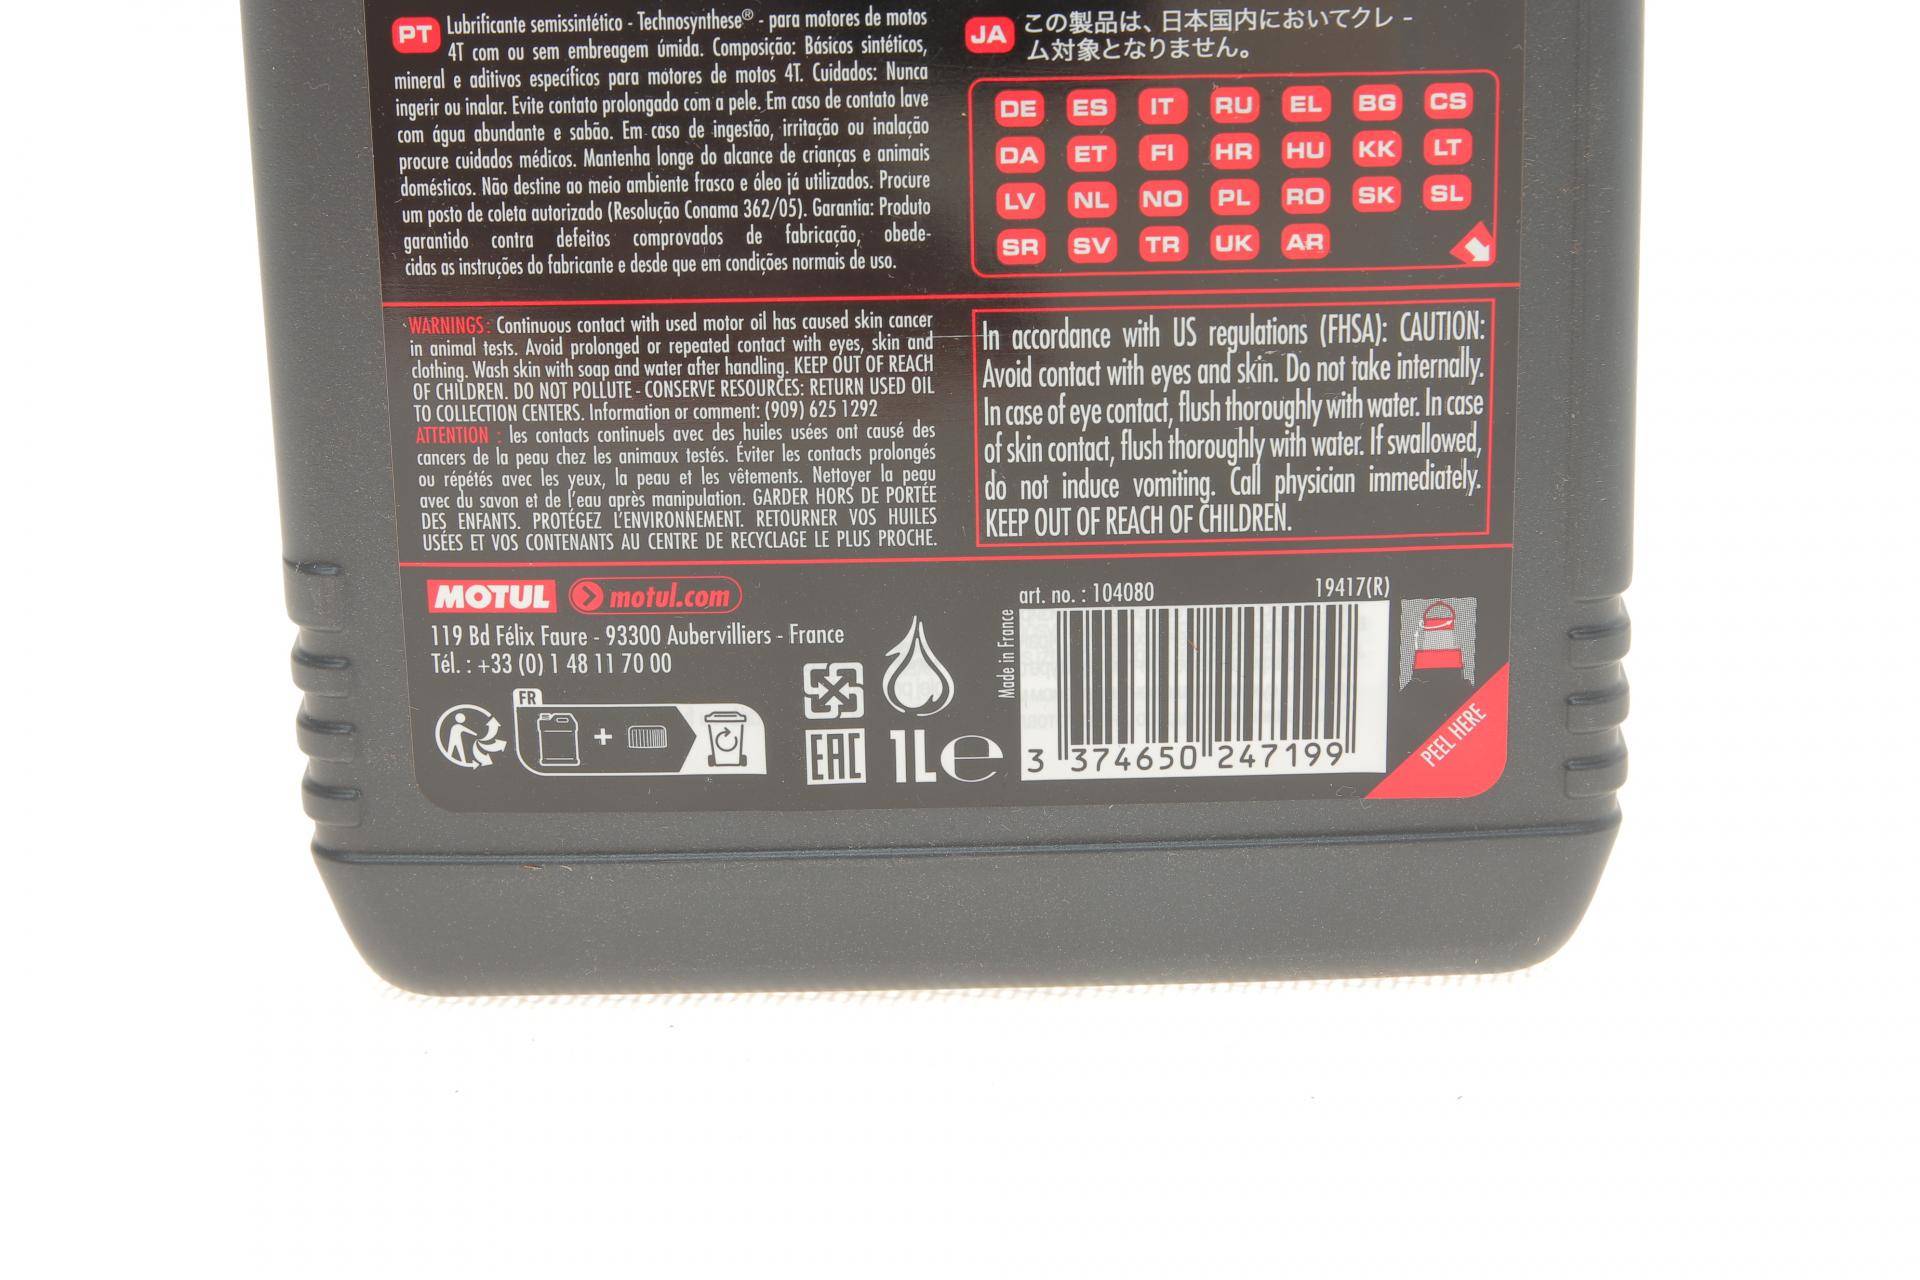 PT Lubrificante semissintético - Technosynthese® - para motores de motos
4T com ou sem embreagem úmida. Composição: Básicos sintéticos,
mineral e aditivos específicos para motores de motos 4T. Cuidados: Nunca
ingerir ou inalar. Evite contato prolongado com a pele. Em caso de contato lave
com água abundante e sabão. Em caso de ingestão, irritação ou inalação
procure cuidados médicos. Mantenha longe do alcance de crianças e animais
domésticos. Não destine ao meio ambiente frasco e óleo já utilizados. Procure
um posto de coleta autorizado (Resolução Conama 362/05). Garantia: Produto
garantido contra defeitos comprovados de fabricação, obede-
cidas as instruções do fabricante e desde que em condições normais de uso.
JA この製品は、日本国内においてクレ -
ム対象となりません。
DE ES IT RU EL BG CS
DA ET FI HR HU KK LT
LV NL NO PL RO SK SL
SR SV TR UK AR
WARNINGS: Continuous contact with used motor oil has caused skin cancer
in animal tests. Avoid prolonged or repeated contact with eyes, skin and
clothing. Wash skin with soap and water after handling. KEEP OUT OF REACH
OF CHILDREN. DO NOT POLLUTE - CONSERVE RESOURCES: RETURN USED OIL
TO COLLECTION CENTERS. Information or comment: (909) 625 1292
ATTENTION : les contacts continuels avec des huiles usées ont causé des
cancers de la peau chez les animaux testés. Éviter les contacts prolongés
ou répétés avec les yeux, la peau et les vêtements. Nettoyer la peau
avec du savon et de l'eau après manipulation. GARDER HORS DE PORTÉE
DES ENFANTS. PROTÉGEZ L'ENVIRONNEMENT. RETOURNER VOS HUILES
USÉES ET VOS CONTENANTS AU CENTRE DE RECYCLAGE LE PLUS PROCHE.
In accordance with US regulations (FHSA): CAUTION:
Avoid contact with eyes and skin. Do not take internally.
In case of eye contact, flush thoroughly with water. In case
of skin contact, flush thoroughly with water. If swallowed,
do not induce vomiting. Call physician immediately.
KEEP OUT OF REACH OF CHILDREN.
MOTUL motul.com
119 Bd Félix Faure - 93300 Aubervilliers - France
Tél. : +33 (0) 1 48 11 70 00
FR
+
EAC
1L e
art. no. : 104080 19417(R)
Made in France
3 374650 247199
PEEL HERE